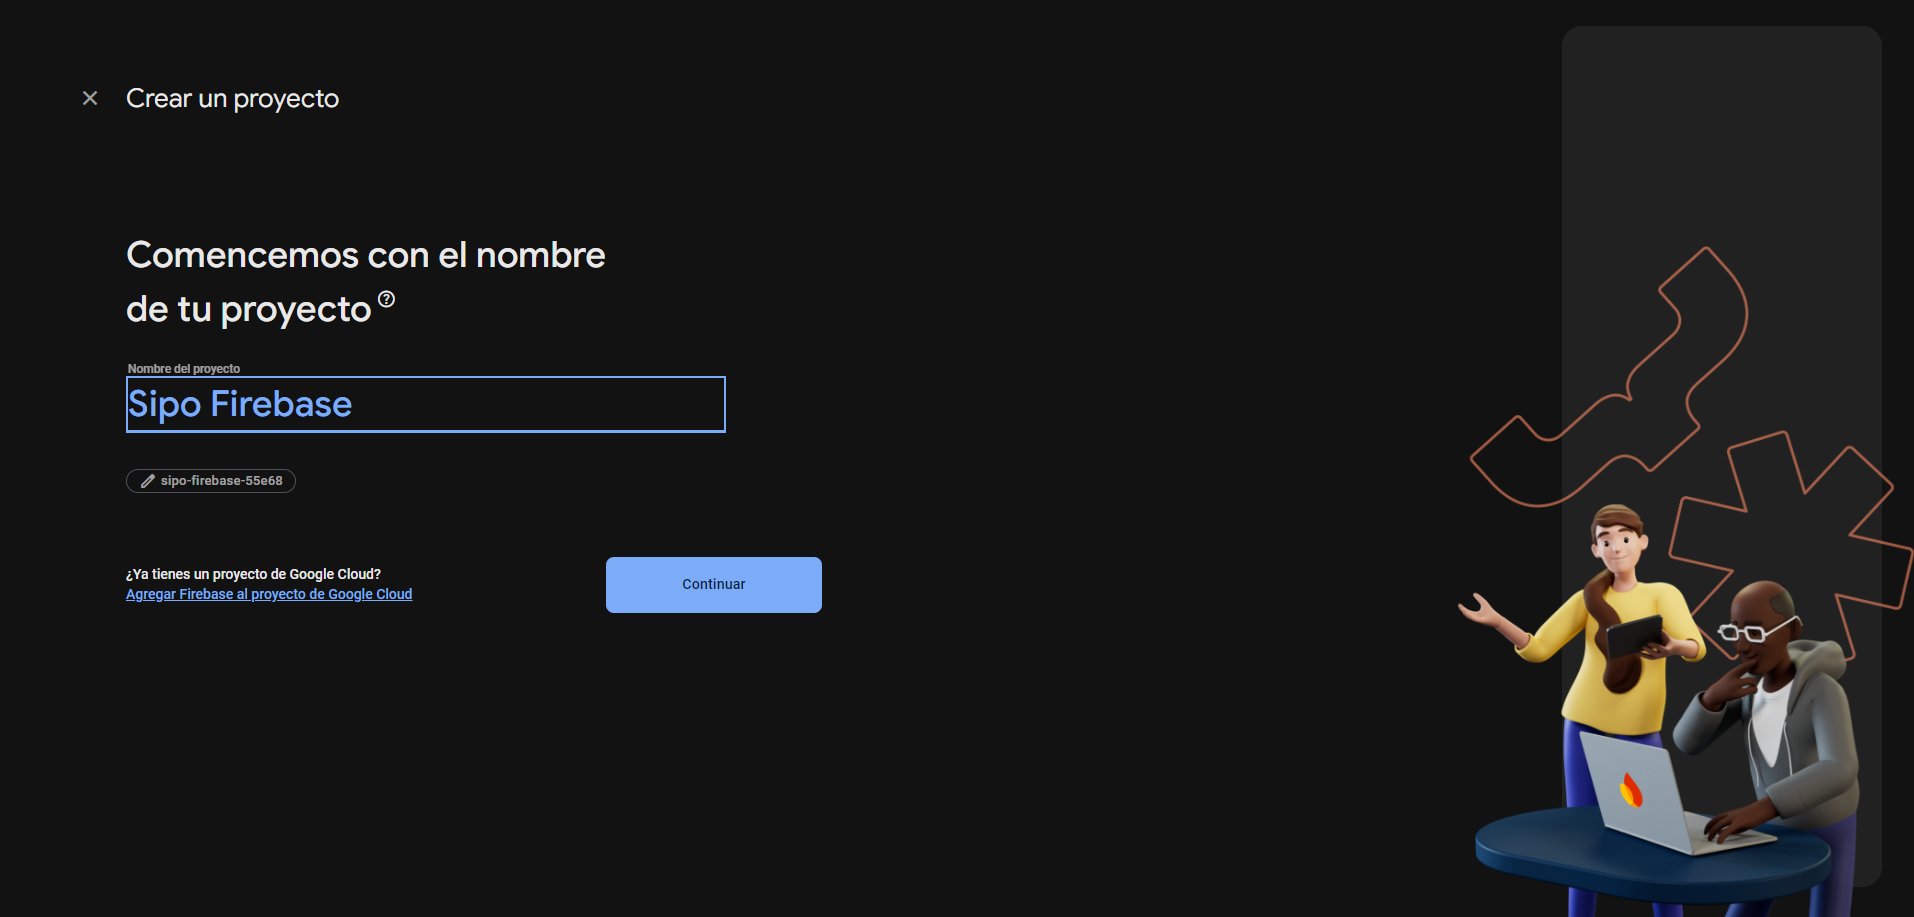 Crear un proyecto
Comencemos con el nombre
de tu proyecto
Nombre del proyecto
Sipo Firebase
sipo-firebase-55e68
¿Ya tienes un proyecto de Google Cloud?
Agregar Firebase al proyecto de Google Cloud
Continuar